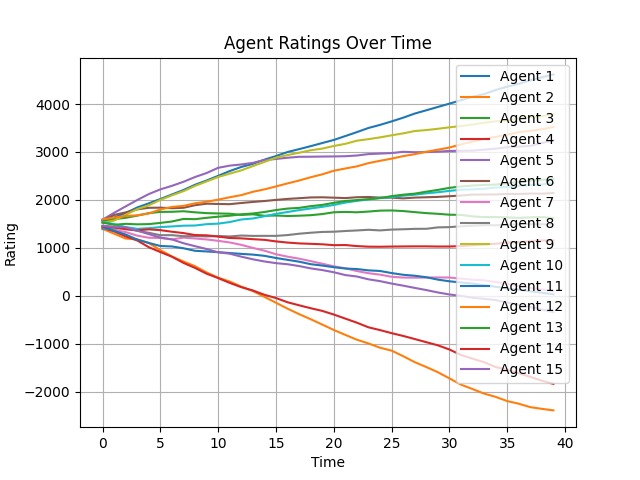 Agent Ratings Over Time
Rating
4000
3000
2000
1000
0
−1000
−2000
0 5 10 15 20 25 30 35 40
Time
Agent 1
Agent 2
Agent 3
Agent 4
Agent 5
Agent 6
Agent 7
Agent 8
Agent 9
Agent 10
Agent 11
Agent 12
Agent 13
Agent 14
Agent 15